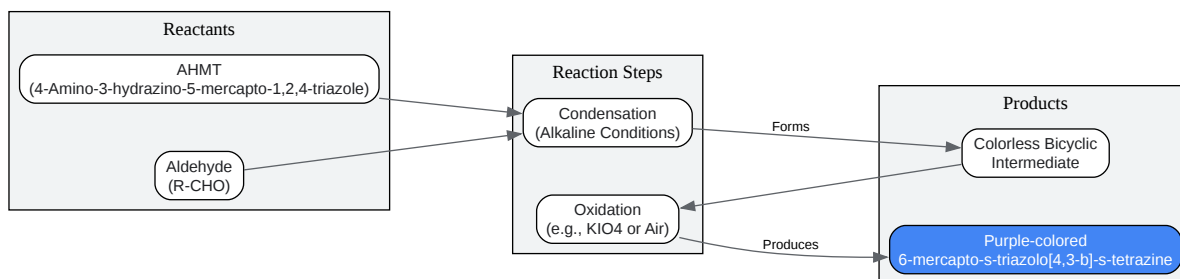 Reactants
AHMT
(4-Amino-3-hydrazino-5-mercapto-1,2,4-triazole)
Aldehyde
(R-CHO)
Reaction Steps
Condensation
(Alkaline Conditions)
Oxidation
(e.g., KIO4 or Air)
Forms
Produces
Products
Colorless Bicyclic
Intermediate
Purple-colored
6-mercapto-s-triazolo[4,3-b]-s-tetrazine